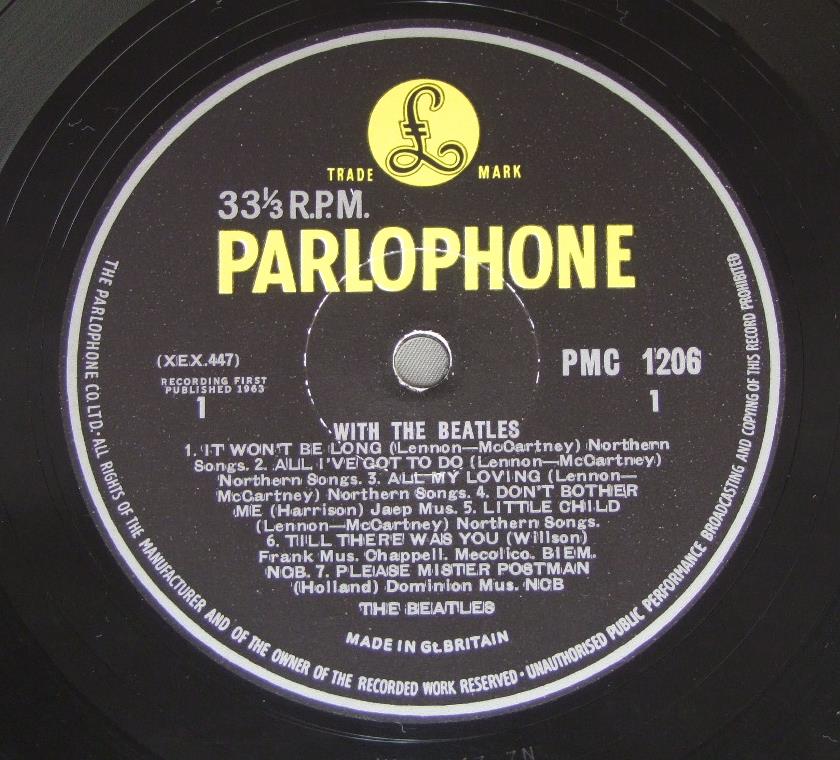 £
TRADE MARK
33⅓ R.P.M.
PARLOPHONE
(XEX.447)
RECORDING FIRST
PUBLISHED 1963
1
PMC 1206
1
WITH THE BEATLES
1. IT WON'T BE LONG (Lennon—McCartney) Northern
Songs. 2. ALL I'VE GOT TO DO (Lennon—McCartney)
Northern Songs. 3. ALL MY LOVING (Lennon—
McCartney) Northern Songs. 4. DON'T BOTHER
ME (Harrison) Jaep Mus. 5. LITTLE CHILD
(Lennon—McCartney) Northern Songs.
6. TILL THERE WAS YOU (Willson)
Frank Mus. Chappell. Mecolico. BIEM.
NCB. 7. PLEASE MISTER POSTMAN
(Holland) Dominion Mus. NCB
THE BEATLES
MADE IN Gt. BRITAIN
THE PARLOPHONE CO. LTD. · ALL RIGHTS OF THE MANUFACTURER AND OF THE OWNER OF THE RECORDED WORK RESERVED · UNAUTHORISED PUBLIC PERFORMANCE BROADCASTING AND COPYING OF THIS RECORD PROHIBITED